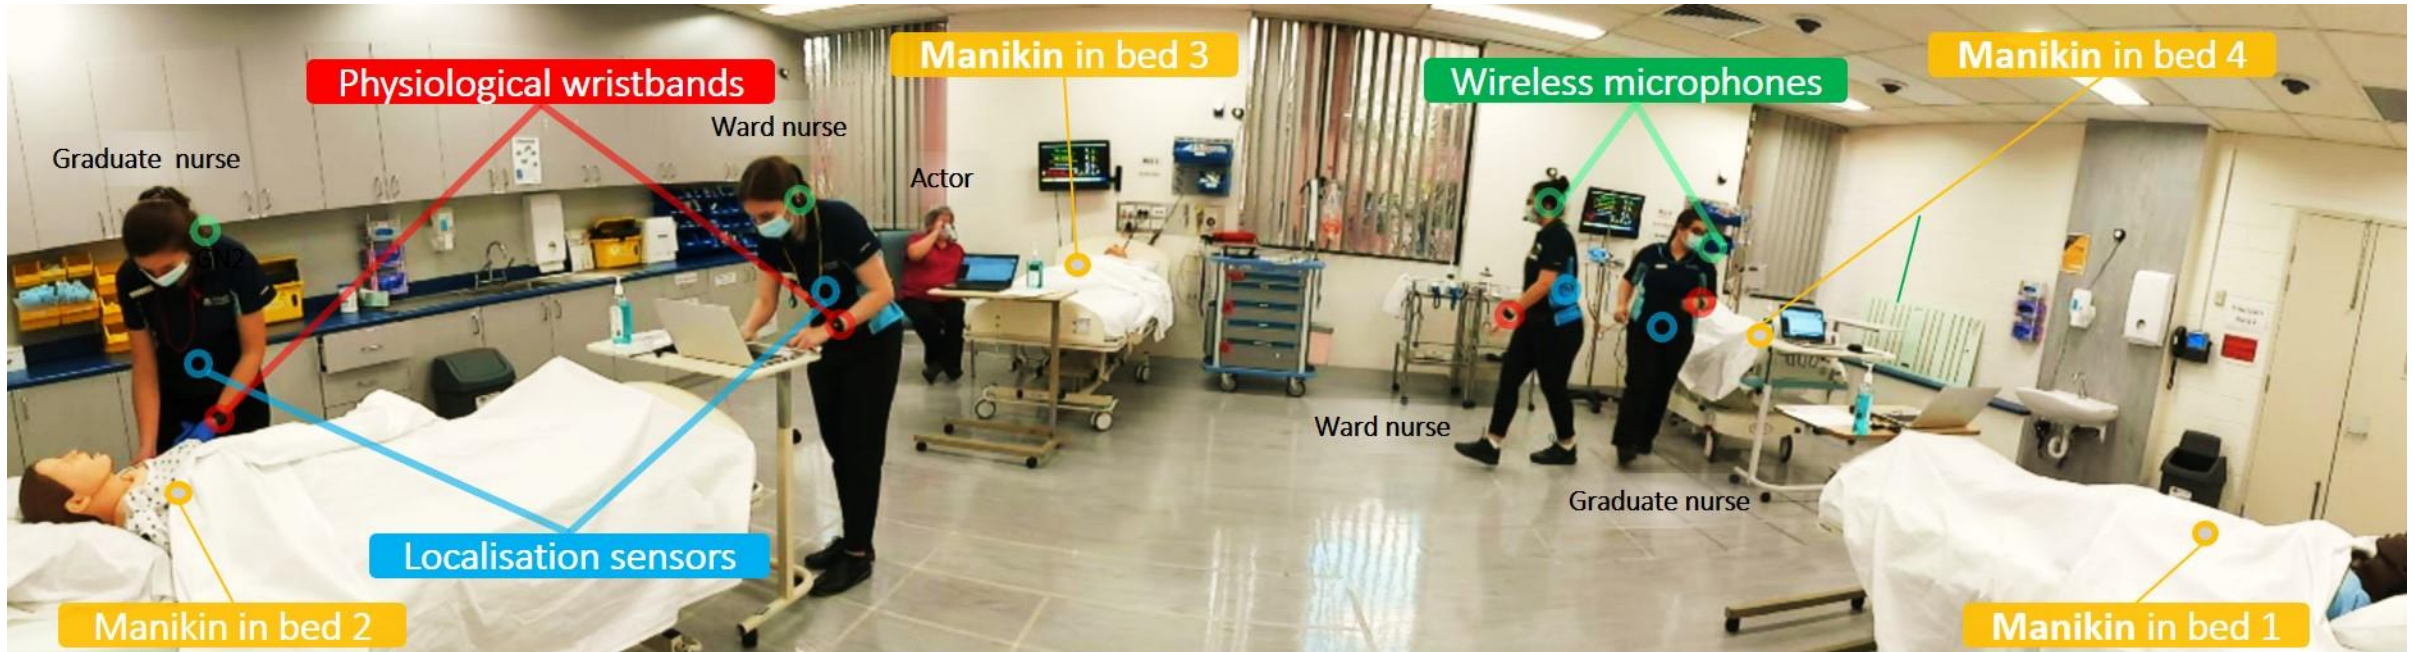 Manikin in bed 3
Manikin in bed 4
Physiological wristbands
Wireless microphones
Ward nurse
Graduate nurse
Actor
GN2
Ward nurse
Graduate nurse
Localisation sensors
Manikin in bed 2
Manikin in bed 1